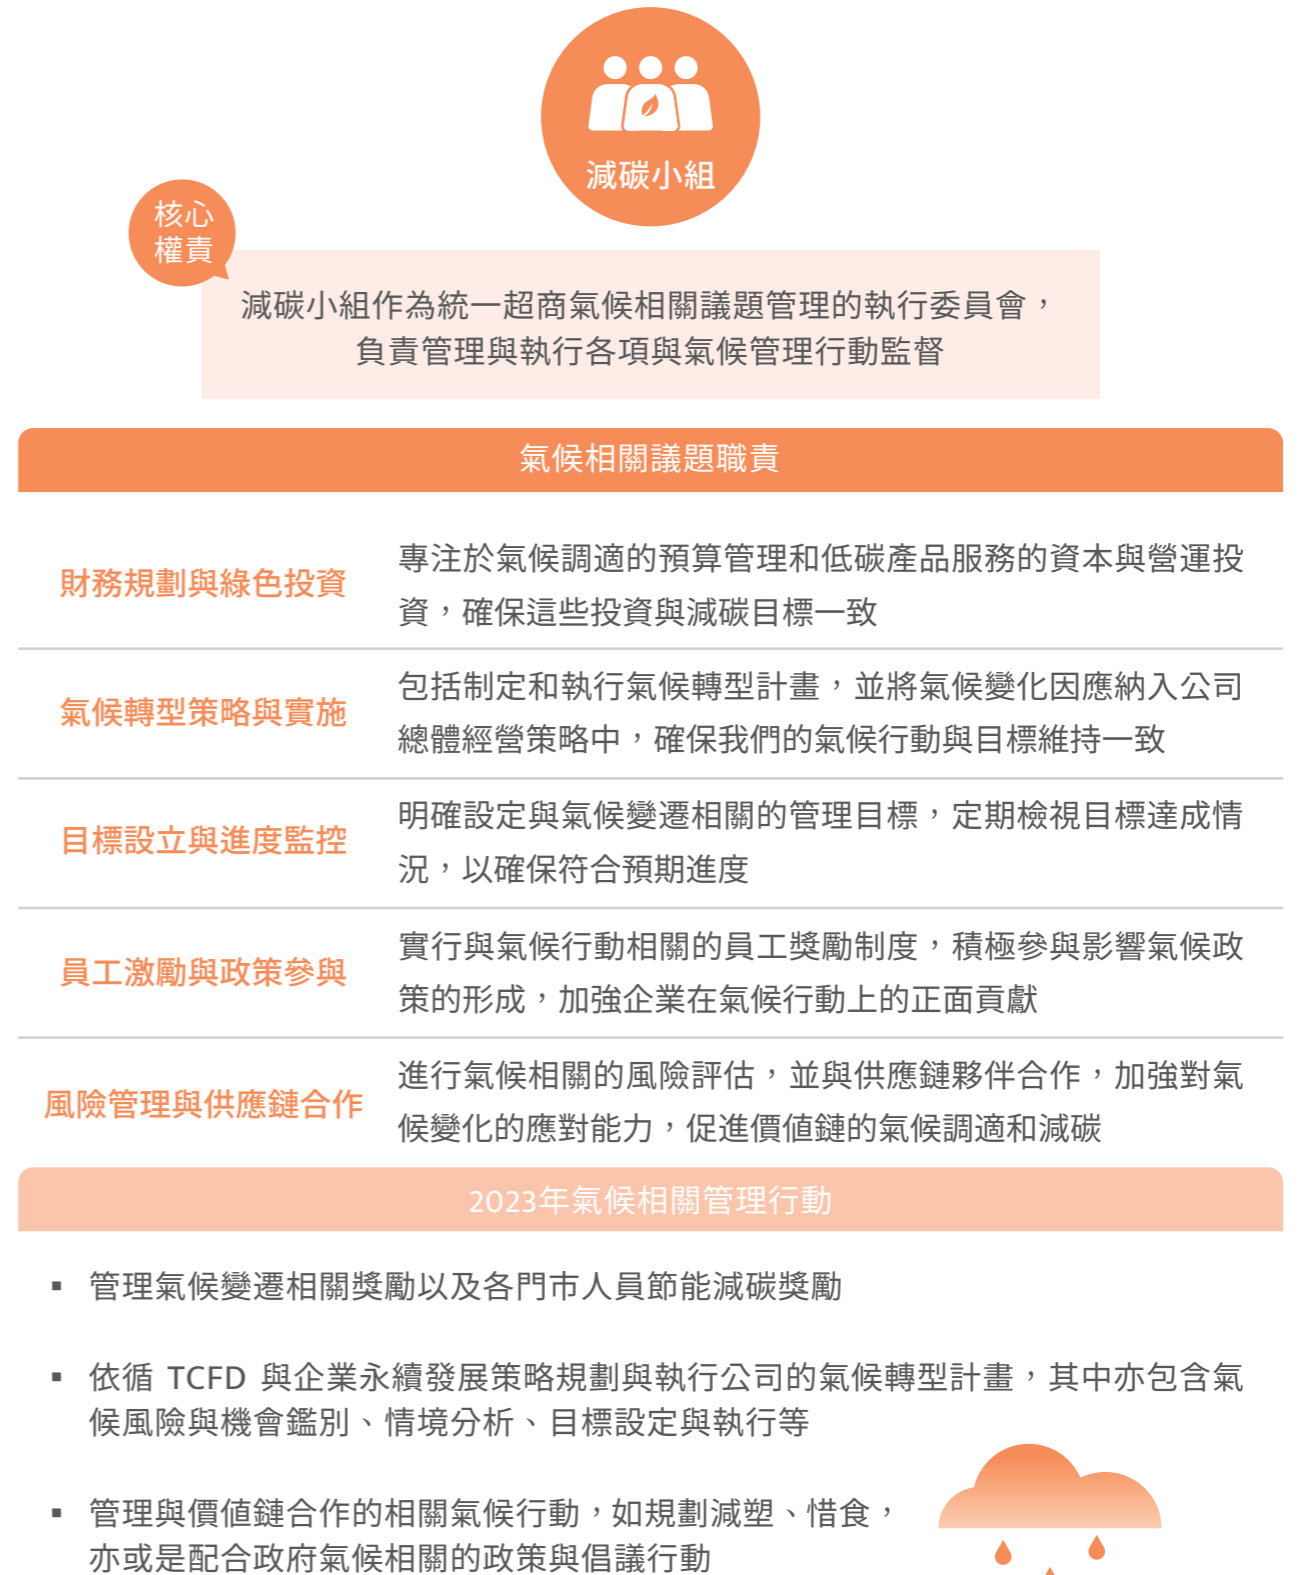 減碳小組
核心
權責
減碳小組作為統一超商氣候相關議題管理的執行委員會，
負責管理與執行各項與氣候管理行動監督
氣候相關議題職責
財務規劃與綠色投資
專注於氣候調適的預算管理和低碳產品服務的資本與營運投
資，確保這些投資與減碳目標一致
氣候轉型策略與實施
包括制定和執行氣候轉型計畫，並將氣候變化因應納入公司
總體經營策略中，確保我們的氣候行動與目標維持一致
目標設立與進度監控
明確設定與氣候變遷相關的管理目標，定期檢視目標達成情
況，以確保符合預期進度
員工激勵與政策參與
實行與氣候行動相關的員工獎勵制度，積極參與影響氣候政
策的形成，加強企業在氣候行動上的正面貢獻
風險管理與供應鏈合作
進行氣候相關的風險評估，並與供應鏈夥伴合作，加強對氣
候變化的應對能力，促進價值鏈的氣候調適和減碳
2023年氣候相關管理行動
▪ 管理氣候變遷相關獎勵以及各門市人員節能減碳獎勵
▪ 依循 TCFD 與企業永續發展策略規劃與執行公司的氣候轉型計畫，其中亦包含氣
候風險與機會鑑別、情境分析、目標設定與執行等
▪ 管理與價值鏈合作的相關氣候行動，如規劃減塑、惜食，
亦或是配合政府氣候相關的政策與倡議行動